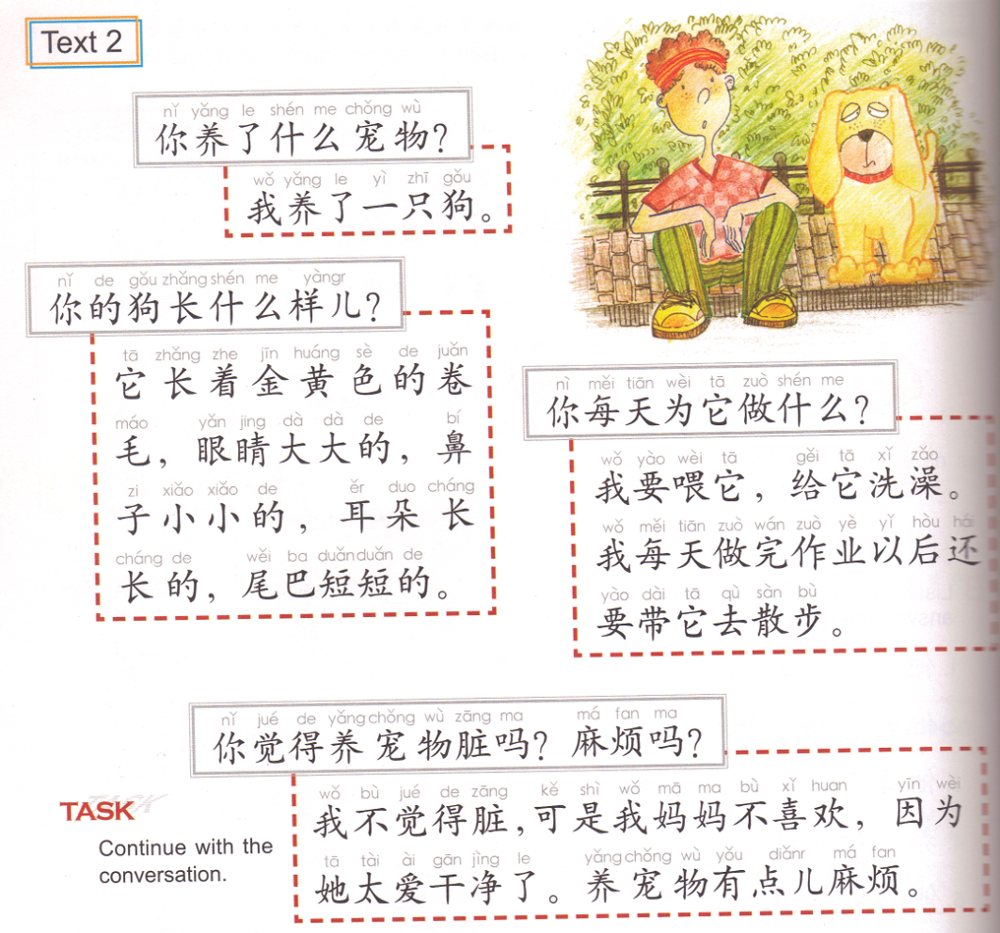 Text 2
nǐ yǎng le shén me chǒng wù
你养了什么宠物?
wǒ yǎng le yì zhī gǒu
我养了一只狗。
nǐ de gǒu zhǎng shén me yàngr
你的狗长什么样儿?
tā zhǎng zhe jīn huáng sè de juǎn
它长着金黄色的卷
máo yǎn jing dà dà de bí
毛，眼睛大大的，鼻
zi xiǎo xiǎo de ěr duo cháng
子小小的，耳朵长
cháng de wěi ba duǎnduǎn de
长的，尾巴短短的。
nì měi tiān wèi tā zuò shén me
你每天为它做什么?
wǒ yào wèi tā gěi tā xǐ zǎo
我要喂它，给它洗澡。
wǒ měi tiān zuò wán zuò yè yǐ hòu há
我每天做完作业以后还
yào dài tā qù sàn bù
要带它去散步。
nǐ jué de yǎng chǒng wù zāng ma má fan ma
你觉得养宠物脏吗? 麻烦吗?
wǒ bù jué de zāng kě shì wǒ mā ma bù xǐ huan yīn wèi
我不觉得脏,可是我妈妈不喜欢，因为
tā tài ài gān jìng le yǎng chǒng wù yǒu diǎnr má fan
她太爱干净了。养宠物有点儿麻烦。
TASK
Continue with the
conversation.